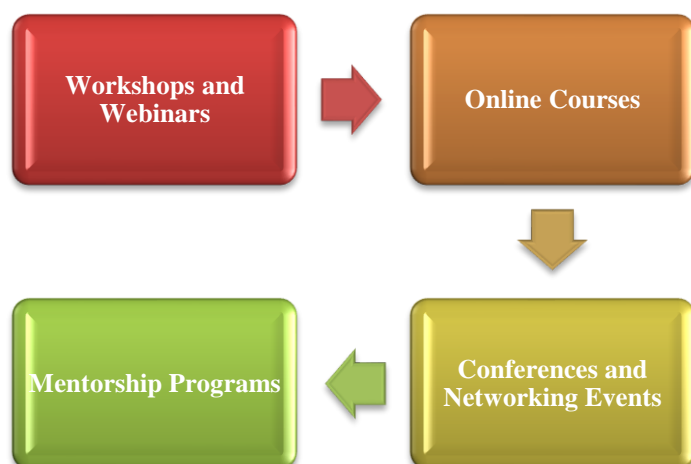 Workshops and
Webinars
Online Courses
Conferences and
Networking Events
Mentorship Programs